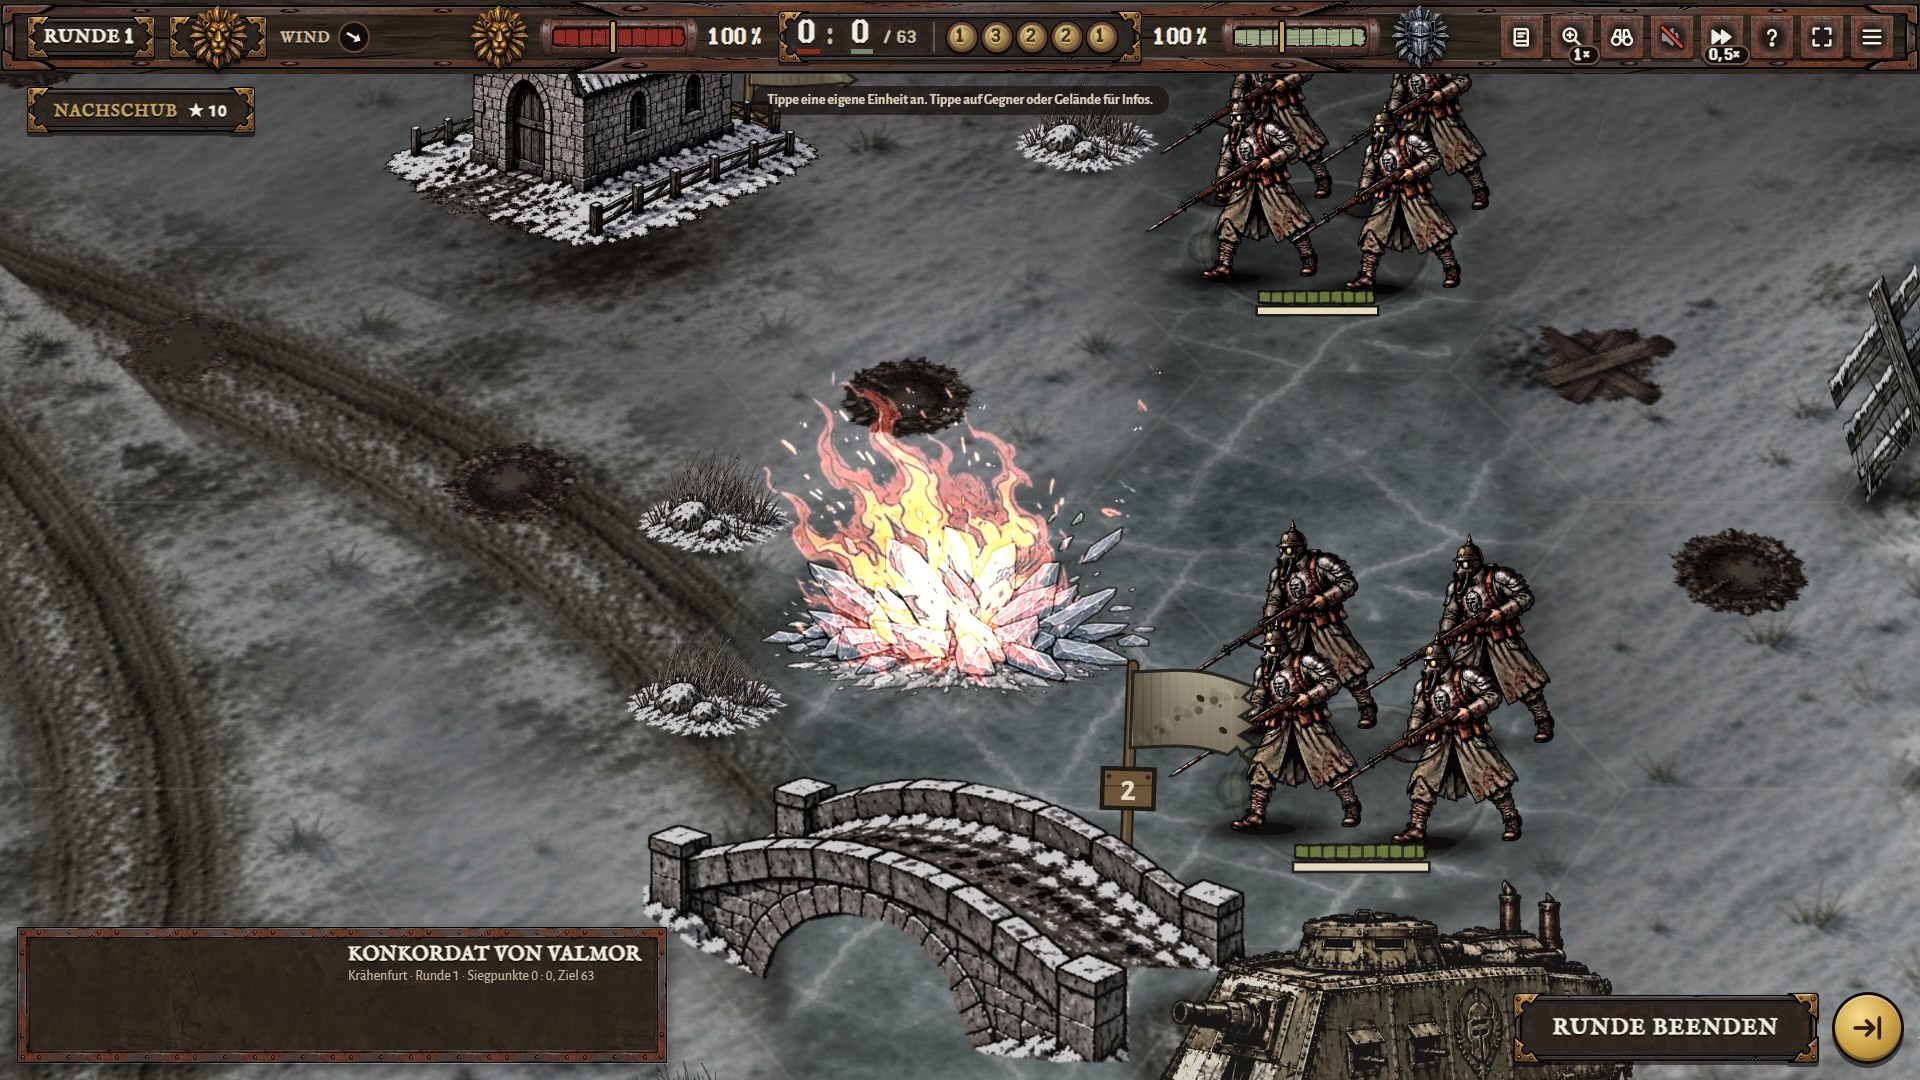 RUNDE 1
WIND
100%
0 : 0 / 63
1 3 2 2 1
100%
1×
0,5×
?
NACHSCHUB ★ 10
Tippe eine eigene Einheit an. Tippe auf Gegner oder Gelände für Infos.
2
KONKORDAT VON VALMOR
Krähenfurt · Runde 1 · Siegpunkte 0 : 0, Ziel 63
RUNDE BEENDEN